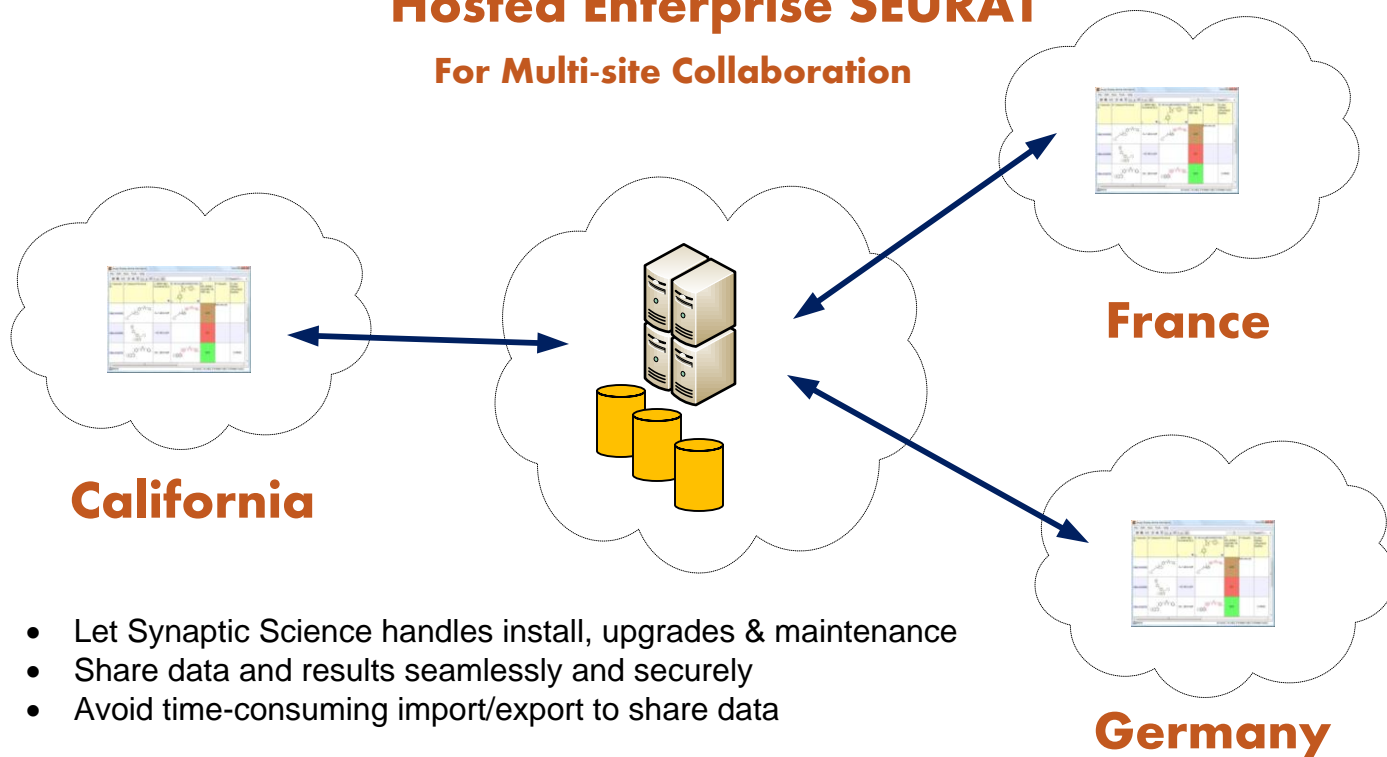 Hosted Enterprise SEURAT
For Multi-site Collaboration
France
California
• Let Synaptic Science handles install, upgrades & maintenance
• Share data and results seamlessly and securely
• Avoid time-consuming import/export to share data
Germany